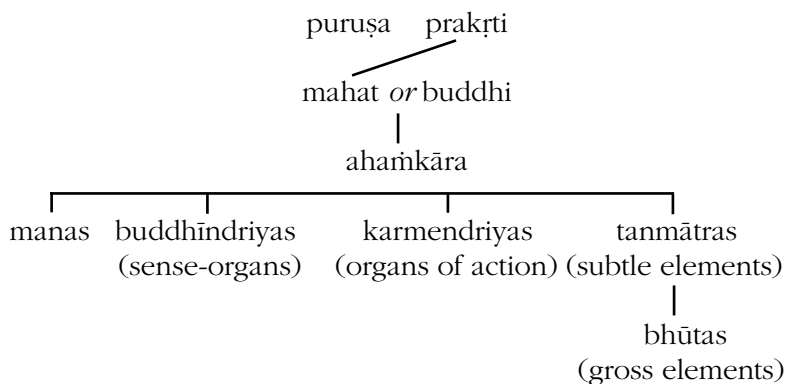 puruṣa prakṛti
mahat or buddhi
ahaṁkāra
manas buddhīndriyas karmendriyas tanmātras
(sense-organs) (organs of action) (subtle elements)
bhūtas
(gross elements)